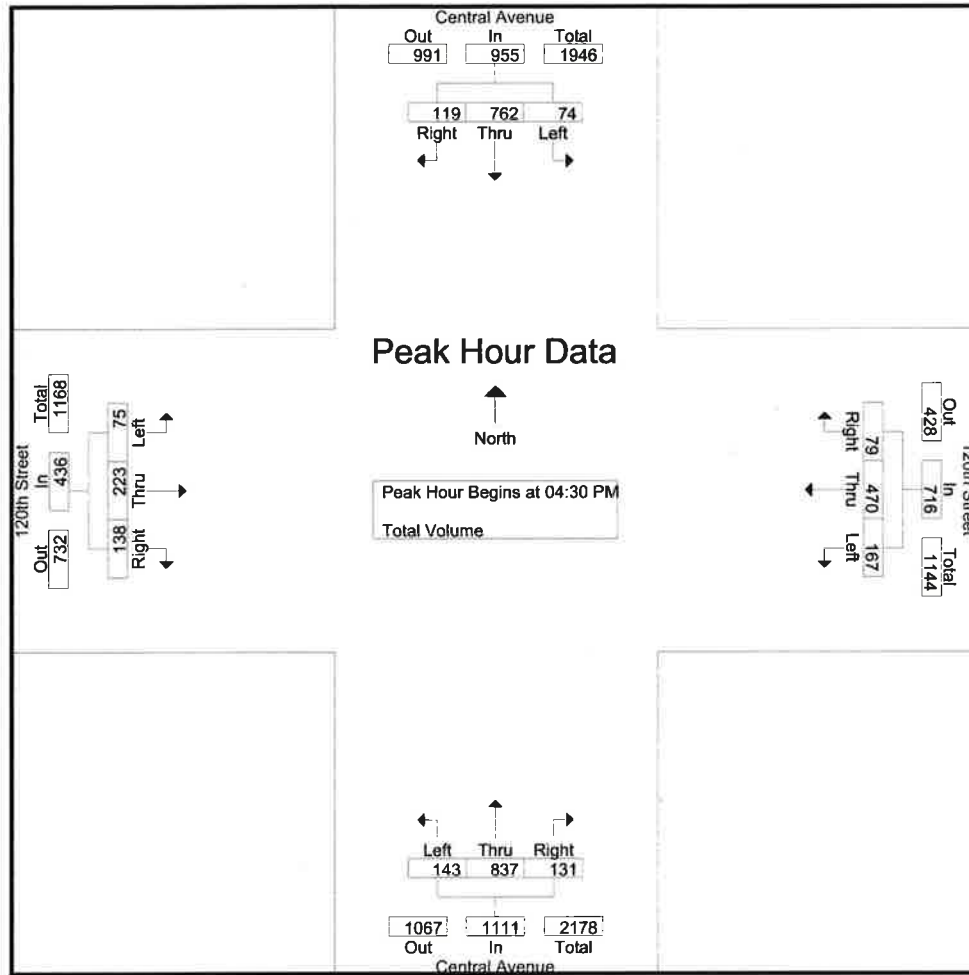 Central Avenue
Out In Total
991 955 1946
119 762 74
Right Thru Left
Peak Hour Data
North
Peak Hour Begins at 04:30 PM
Total Volume
120th Street
Total In Out
1168 436 732
75 223 138
Left Thru Right
Right Thru Left
79 470 167
428 716 1144
Out In Total
120th Street
Left Thru Right
143 837 131
1067 1111 2178
Out In Total
Central Avenue